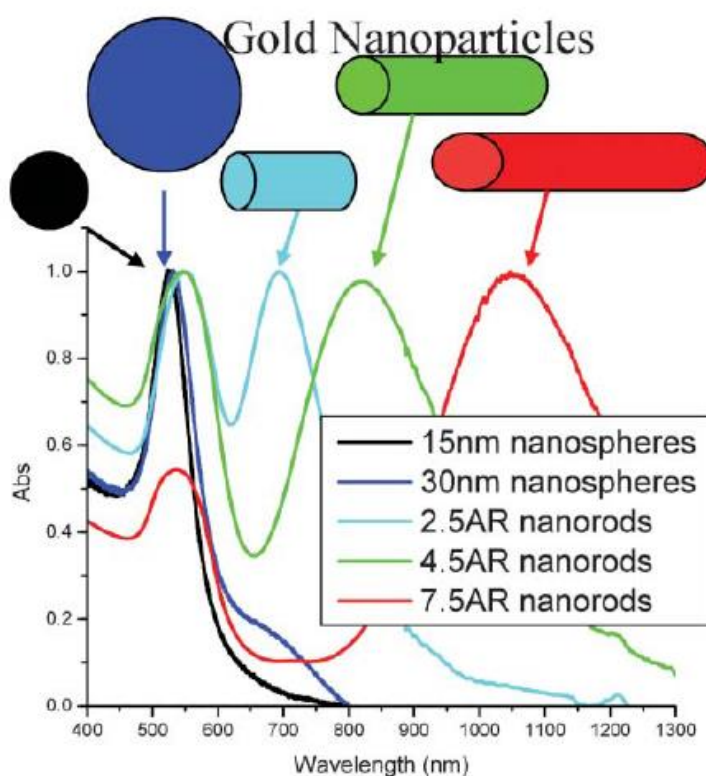 Gold Nanoparticles
1.0
0.8
0.6
0.4
0.2
0.0
Abs
15nm nanospheres
30nm nanospheres
2.5AR nanorods
4.5AR nanorods
7.5AR nanorods
400 500 600 700 800 900 1000 1100 1200 1300
Wavelength (nm)